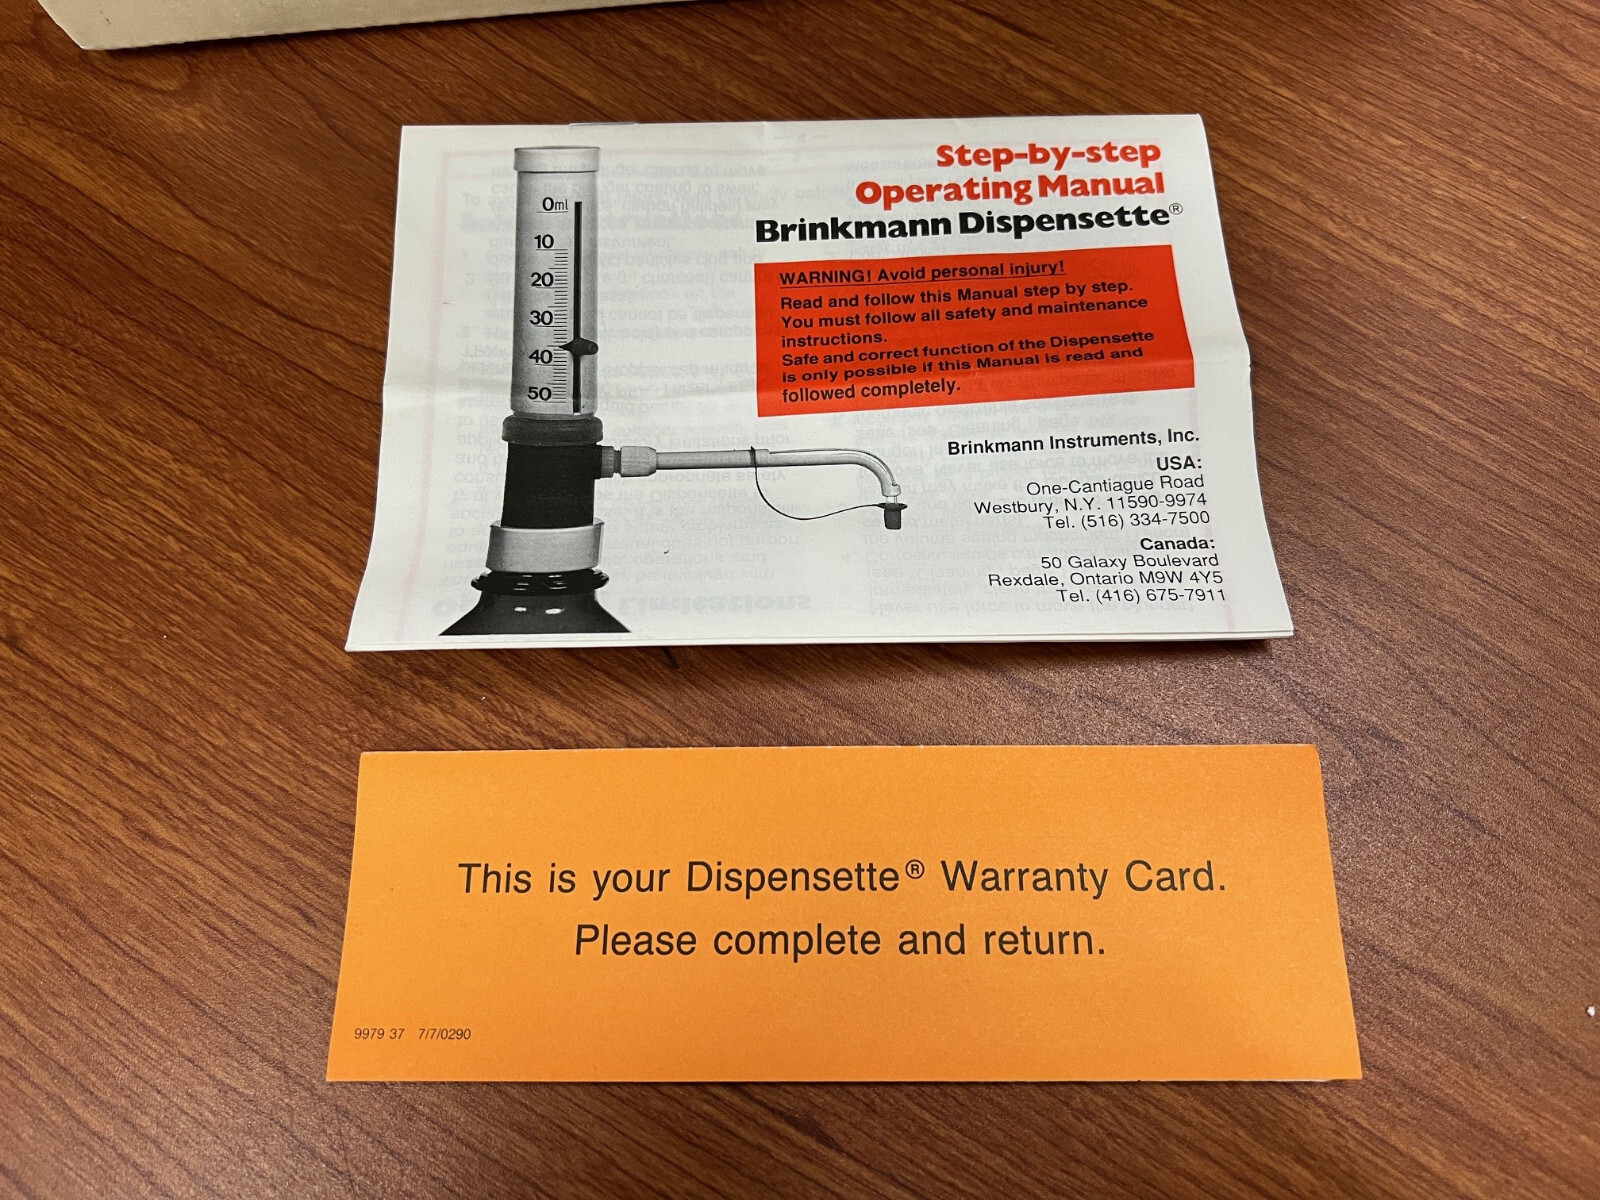 Step-by-step
Operating Manual
Brinkmann Dispensette®
WARNING! Avoid personal injury!
Read and follow this Manual step by step.
You must follow all safety and maintenance
instructions.
Safe and correct function of the Dispensette
is only possible if this Manual is read and
followed completely.
0ml
10
20
30
40
50
Brinkmann Instruments, Inc.
USA:
One-Cantiague Road
Westbury, N.Y. 11590-9974
Tel. (516) 334-7500
Canada:
50 Galaxy Boulevard
Rexdale, Ontario M9W 4Y5
Tel. (416) 675-7911
This is your Dispensette® Warranty Card.
Please complete and return.
9979 37 7/7/0290